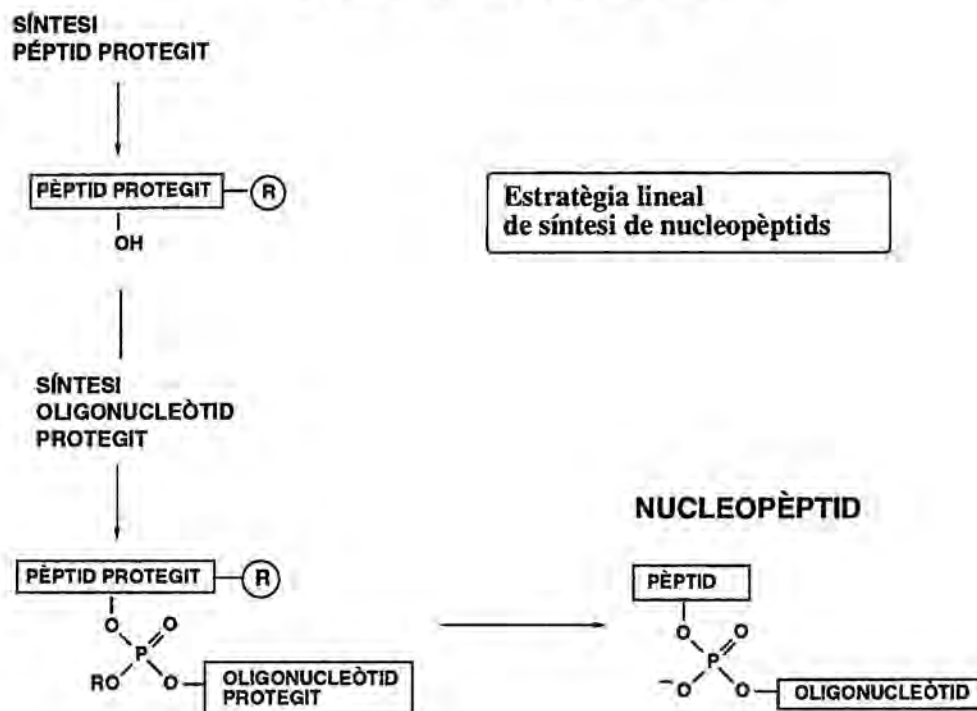 SÍNTESI
PÉPTID PROTEGIT
PÈPTID PROTEGIT
R
OH
Estratègia lineal
de síntesi de nucleopèptids
SÍNTESI
OLIGONUCLEÒTID
PROTEGIT
NUCLEOPÈPTID
PÈPTID PROTEGIT
R
O
O
P
RO
O
OLIGONUCLEÒTID
PROTEGIT
PÈPTID
O
O
P
−O
O
OLIGONUCLEÒTID